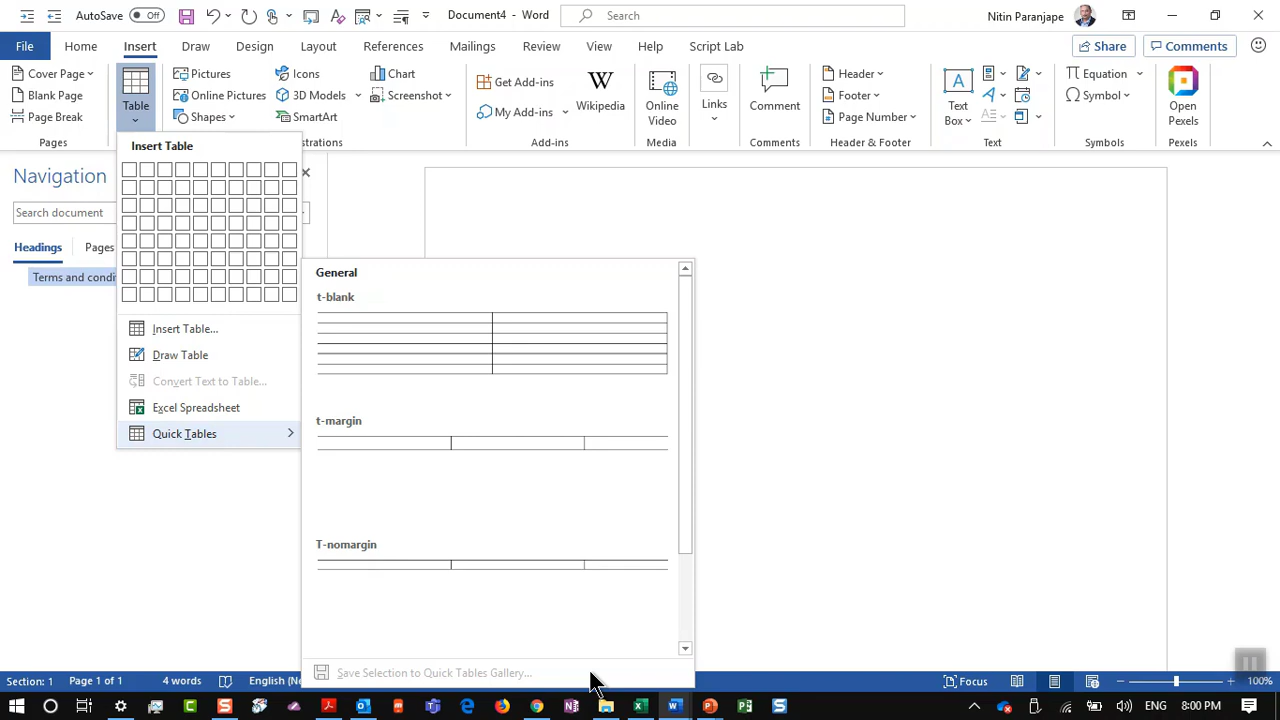 AutoSave Off Document4 - Word Search Nitin Paranjape
File Home Insert Draw Design Layout References Mailings Review View Help Script Lab Share Comments
Cover Page
Blank Page
Page Break
Pages
Table
Pictures
Online Pictures
Shapes
Icons
3D Models
SmartArt
Chart
Screenshot
Get Add-ins
My Add-ins
W
Wikipedia
Add-ins
Online
Video
Media
Links
Comment
Comments
Header
Footer
Page Number
Header & Footer
Text
Box
Text
Equation
Symbol
Symbols
Open
Pexels
Pexels
Insert Table
Insert Table...
Draw Table
Convert Text to Table...
Excel Spreadsheet
Quick Tables
Navigation
Search document
Headings Pages
General
t-blank
t-margin
T-nomargin
Save Selection to Quick Tables Gallery...
Section: 1 Page 1 of 1 4 words Focus 100%
ENG 8:00 PM